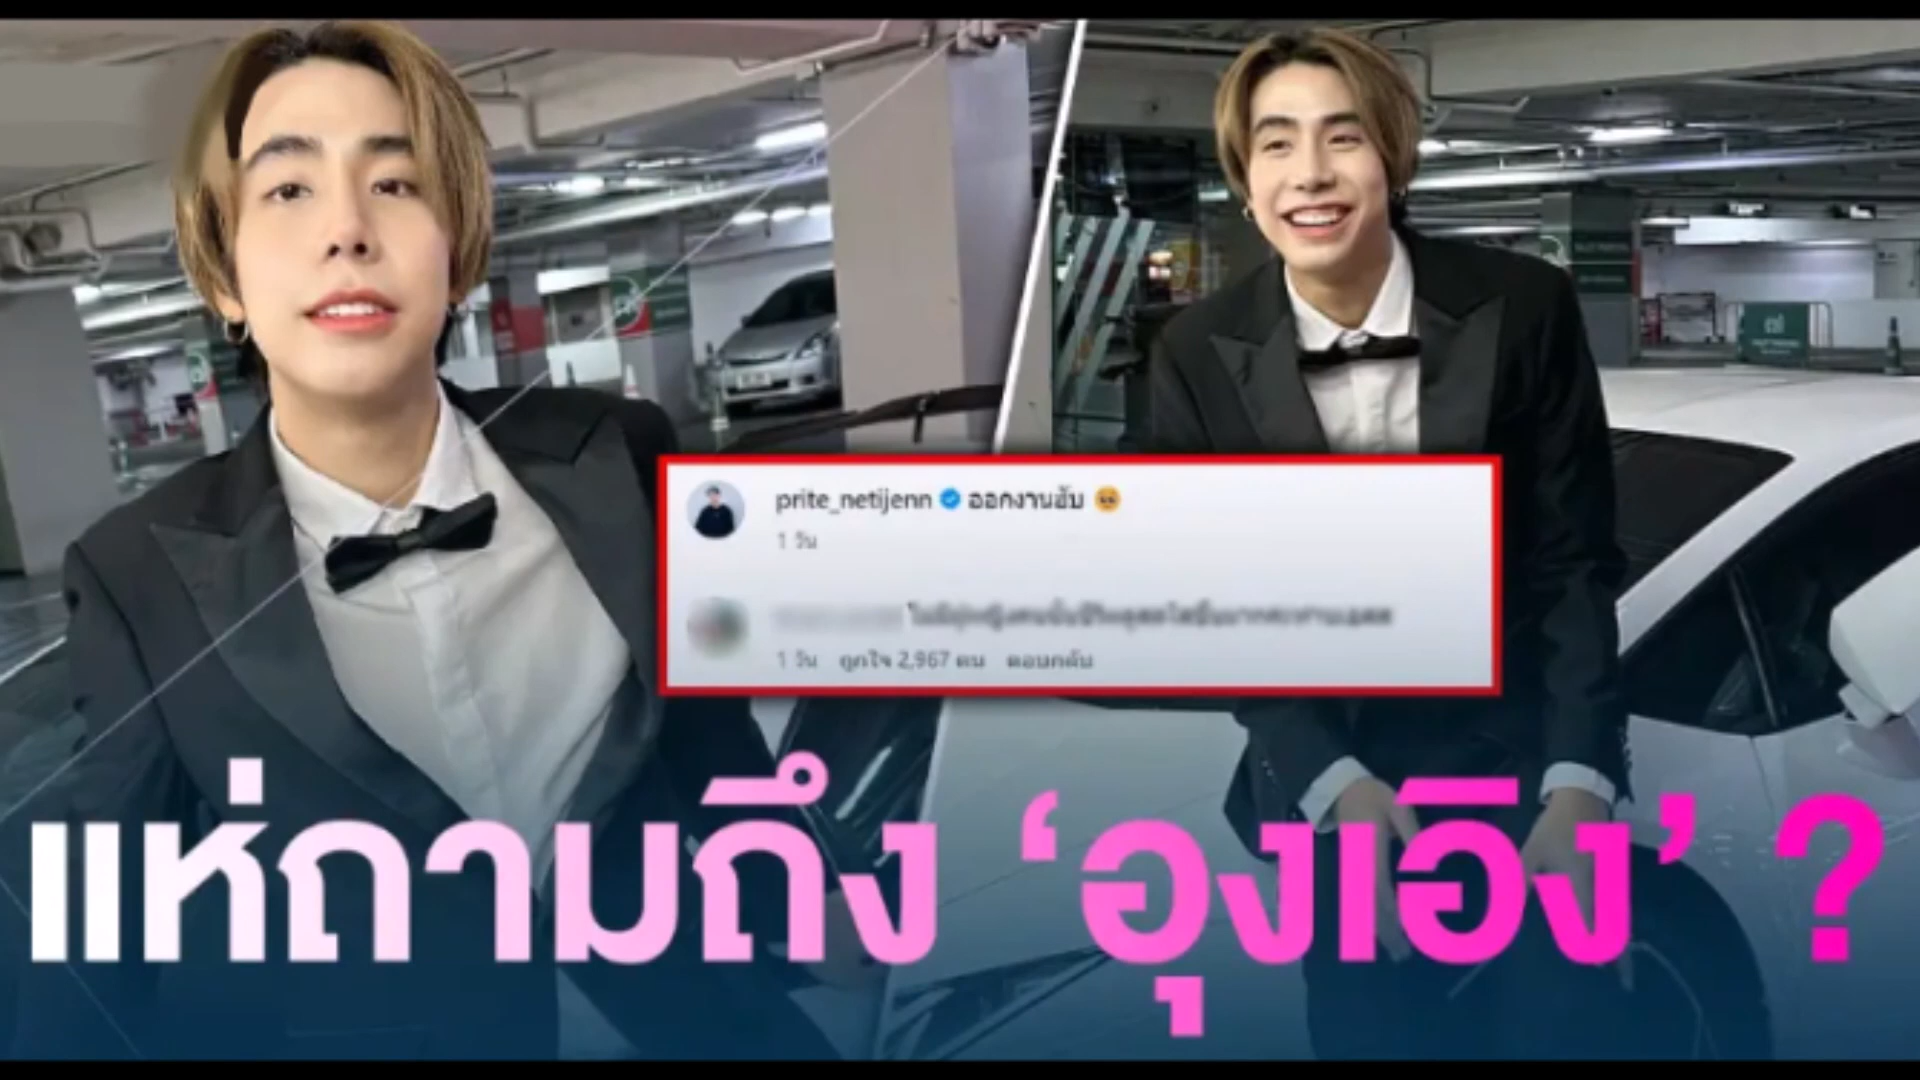 prite_netijenn ออกงานฮับ 🥹
1 วัน
1 วัน ถูกใจ 2,967 คน ตอบกลับ
แห่ถามถึง ‘อุงเอิง’ ?